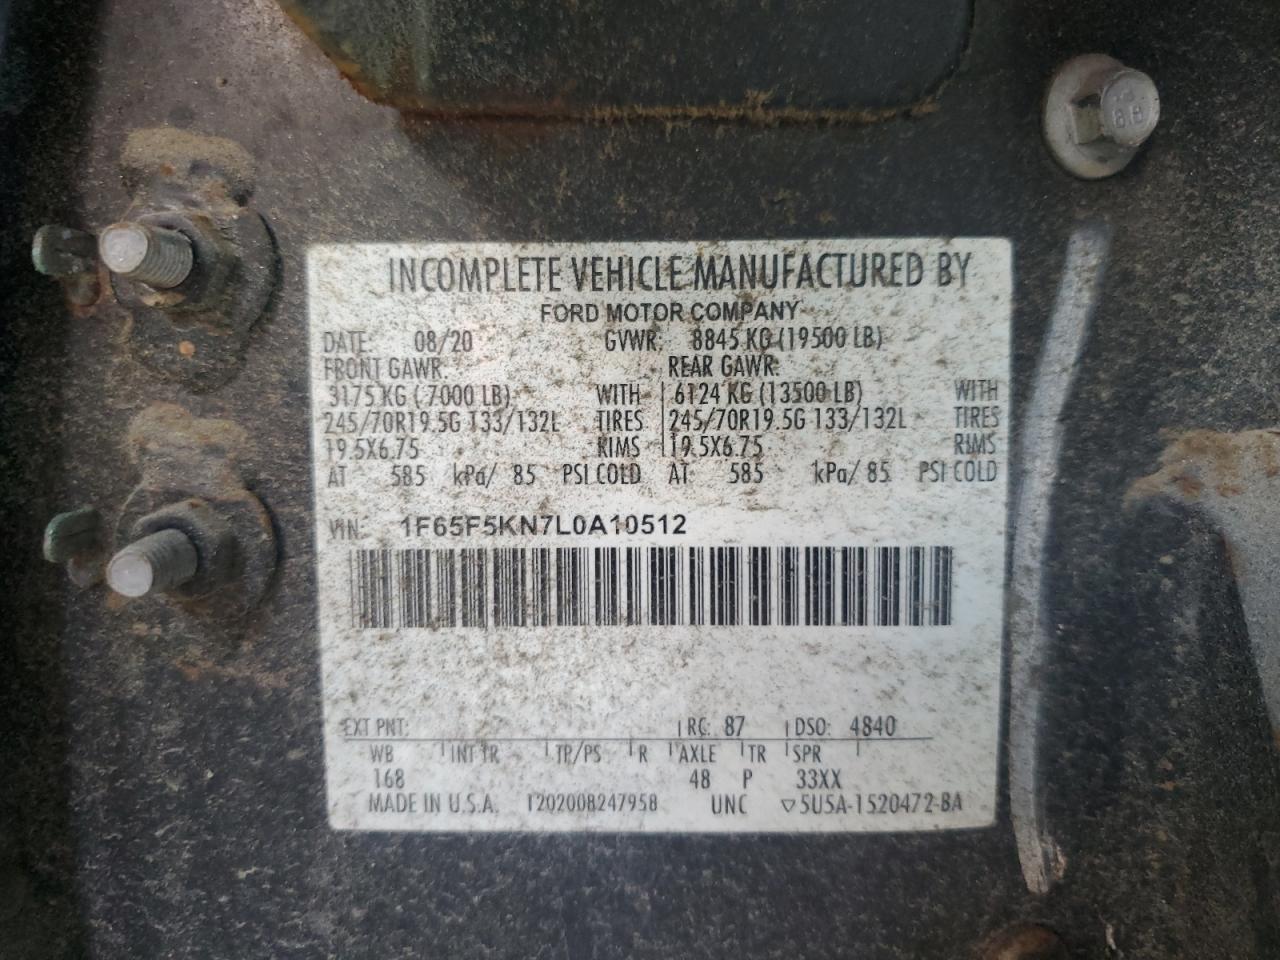 INCOMPLETE VEHICLE MANUFACTURED BY
FORD MOTOR COMPANY
DATE: 08/20 GVWR: 8845 KG (19500 LB)
FRONT GAWR: REAR GAWR:
3175 KG ( 7000 LB) WITH 6124 KG (13500 LB) WITH
245/70R19.5G 133/132L TIRES 245/70R19.5G 133/132L TIRES
19.5X6.75 RIMS 19.5X6.75 RIMS
AT 585 kPa/ 85 PSI COLD AT 585 kPa/ 85 PSI COLD
VIN: 1F65F5KN7L0A10512
EXT PNT: RC: 87 DSO: 4840
WB INT TR TP/PS R AXLE TR SPR
168 48 P 33XX
MADE IN U.S.A. T202008247958 UNC ▽5U5A-1520472-BA
8.8